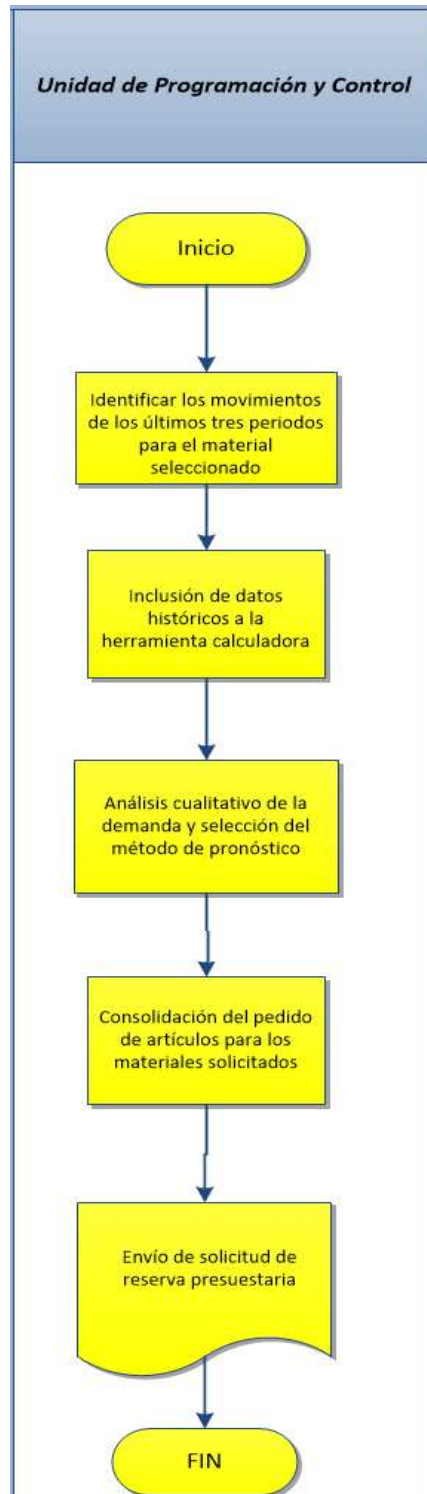 Unidad de Programación y Control
Inicio
Identificar los movimientos
de los últimos tres periodos
para el material
seleccionado
Inclusión de datos
históricos a la
herramienta calculadora
Análisis cualitativo de la
demanda y selección del
método de pronóstico
Consolidación del pedido
de artículos para los
materiales solicitados
Envío de solicitud de
reserva presuestaria
FIN